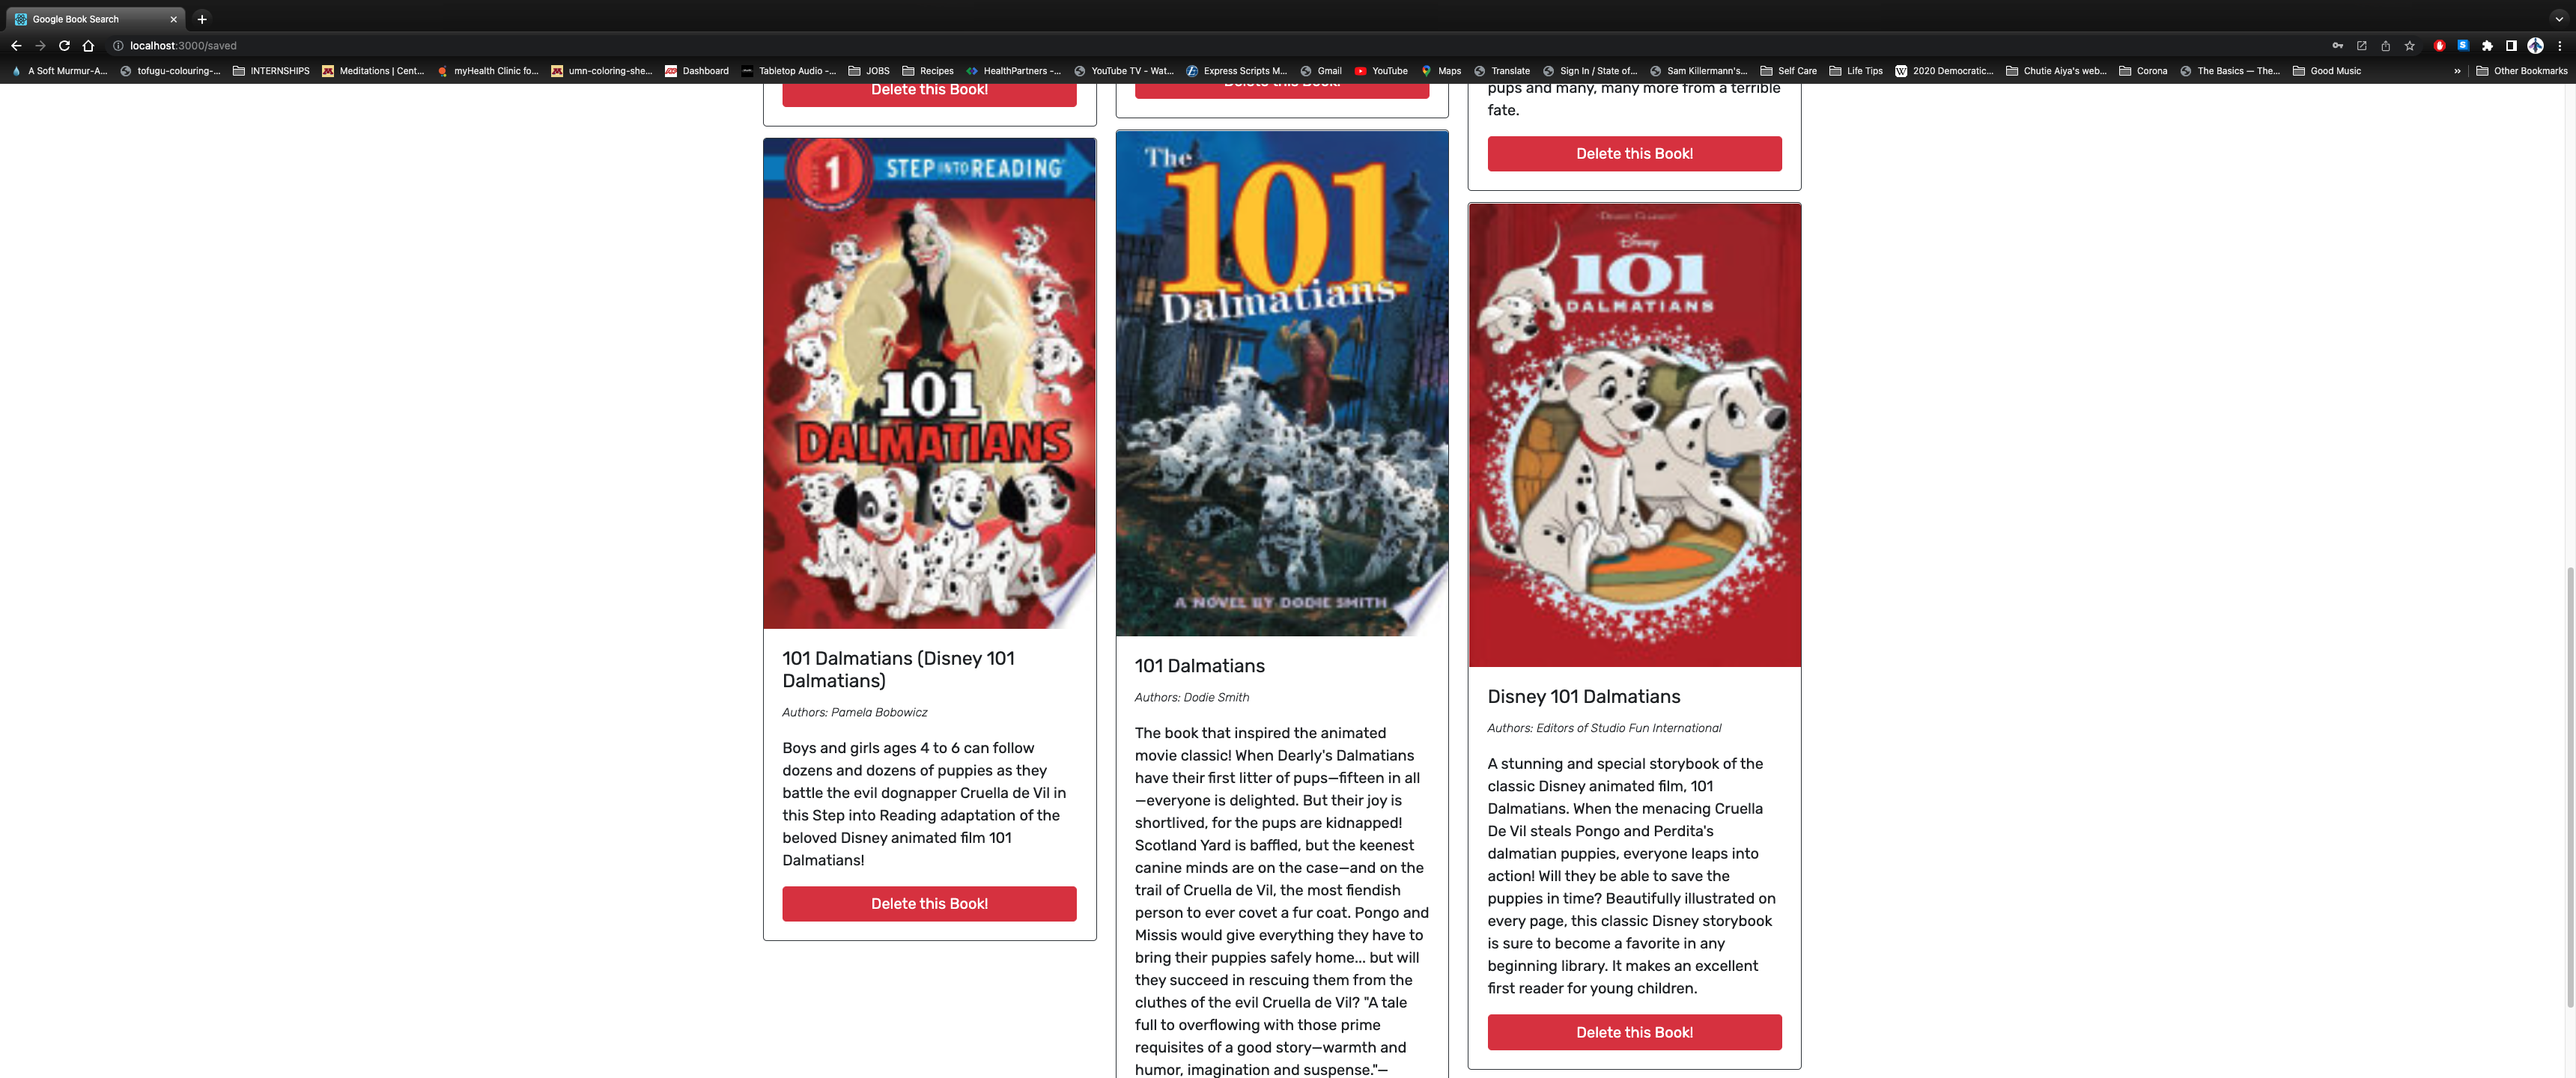 Google Book Search
localhost:3000/saved
A Soft Murmur-A...
tofugu-colouring-...
INTERNSHIPS
Meditations | Cent...
myHealth Clinic fo...
umn-coloring-she...
Dashboard
Tabletop Audio -...
JOBS
Recipes
HealthPartners -...
YouTube TV - Wat...
Express Scripts M...
Gmail
YouTube
Maps
Translate
Sign In / State of...
Sam Killermann's...
Self Care
Life Tips
2020 Democratic...
Chutie Aiya's web...
Corona
The Basics — The...
Good Music
»
Other Bookmarks
Delete this Book!
1
STEP INTO READING
Disney
101
DALMATIANS
101 Dalmatians (Disney 101
Dalmatians)
Authors: Pamela Bobowicz
Boys and girls ages 4 to 6 can follow
dozens and dozens of puppies as they
battle the evil dognapper Cruella de Vil in
this Step into Reading adaptation of the
beloved Disney animated film 101
Dalmatians!
Delete this Book!
Delete this Book!
The
101
Dalmatians
A NOVEL BY DODIE SMITH
101 Dalmatians
Authors: Dodie Smith
The book that inspired the animated
movie classic! When Dearly's Dalmatians
have their first litter of pups—fifteen in all
—everyone is delighted. But their joy is
shortlived, for the pups are kidnapped!
Scotland Yard is baffled, but the keenest
canine minds are on the case—and on the
trail of Cruella de Vil, the most fiendish
person to ever covet a fur coat. Pongo and
Missis would give everything they have to
bring their puppies safely home... but will
they succeed in rescuing them from the
cluthes of the evil Cruella de Vil? "A tale
full to overflowing with those prime
requisites of a good story—warmth and
humor, imagination and suspense."—
pups and many, many more from a terrible
fate.
Delete this Book!
Disney
101
DALMATIANS
Disney 101 Dalmatians
Authors: Editors of Studio Fun International
A stunning and special storybook of the
classic Disney animated film, 101
Dalmatians. When the menacing Cruella
De Vil steals Pongo and Perdita's
dalmatian puppies, everyone leaps into
action! Will they be able to save the
puppies in time? Beautifully illustrated on
every page, this classic Disney storybook
is sure to become a favorite in any
beginning library. It makes an excellent
first reader for young children.
Delete this Book!